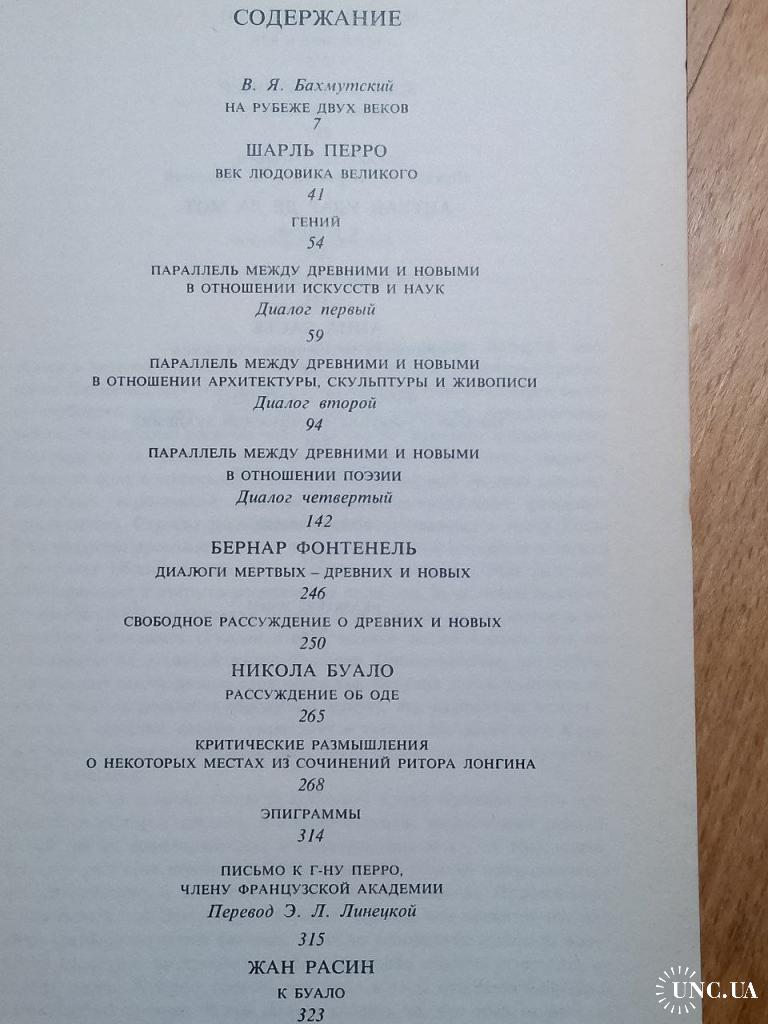 СОДЕРЖАНИЕ
В. Я. Бахмутский
НА РУБЕЖЕ ДВУХ ВЕКОВ
7
ШАРЛЬ ПЕРРО
ВЕК ЛЮДОВИКА ВЕЛИКОГО
41
ГЕНИЙ
54
ПАРАЛЛЕЛЬ МЕЖДУ ДРЕВНИМИ И НОВЫМИ
В ОТНОШЕНИИ ИСКУССТВ И НАУК
Диалог первый
59
ПАРАЛЛЕЛЬ МЕЖДУ ДРЕВНИМИ И НОВЫМИ
В ОТНОШЕНИИ АРХИТЕКТУРЫ, СКУЛЬПТУРЫ И ЖИВОПИСИ
Диалог второй
94
ПАРАЛЛЕЛЬ МЕЖДУ ДРЕВНИМИ И НОВЫМИ
В ОТНОШЕНИИ ПОЭЗИИ
Диалог четвертый
142
БЕРНАР ФОНТЕНЕЛЬ
ДИАЛОГИ МЕРТВЫХ – ДРЕВНИХ И НОВЫХ
246
СВОБОДНОЕ РАССУЖДЕНИЕ О ДРЕВНИХ И НОВЫХ
250
НИКОЛА БУАЛО
РАССУЖДЕНИЕ ОБ ОДЕ
265
КРИТИЧЕСКИЕ РАЗМЫШЛЕНИЯ
О НЕКОТОРЫХ МЕСТАХ ИЗ СОЧИНЕНИЙ РИТОРА ЛОНГИНА
268
ЭПИГРАММЫ
314
ПИСЬМО К Г-НУ ПЕРРО,
ЧЛЕНУ ФРАНЦУЗСКОЙ АКАДЕМИИ
Перевод Э. Л. Линецкой
315
ЖАН РАСИН
К БУАЛО
323
UNC.UA